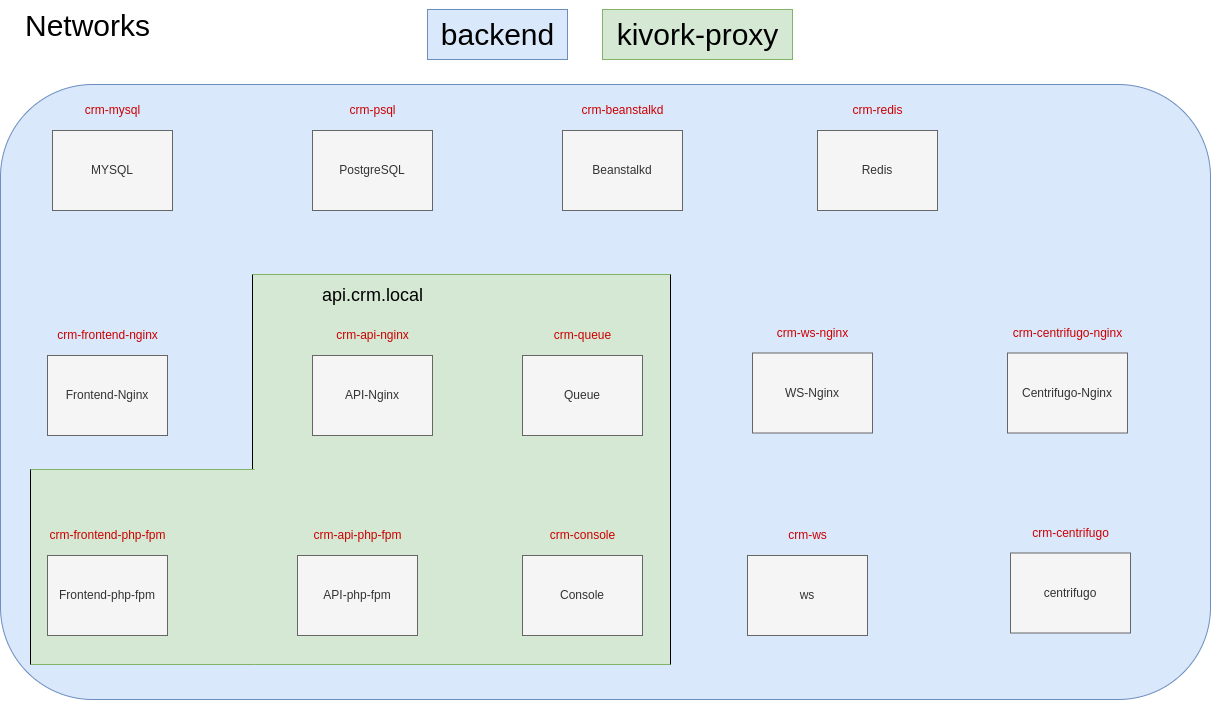 Networks
backend
kivork-proxy
crm-mysql
crm-psql
crm-beanstalkd
crm-redis
MYSQL
PostgreSQL
Beanstalkd
Redis
api.crm.local
crm-frontend-nginx
crm-api-nginx
crm-queue
crm-ws-nginx
crm-centrifugo-nginx
Frontend-Nginx
API-Nginx
Queue
WS-Nginx
Centrifugo-Nginx
crm-frontend-php-fpm
crm-api-php-fpm
crm-console
crm-ws
crm-centrifugo
Frontend-php-fpm
API-php-fpm
Console
ws
centrifugo